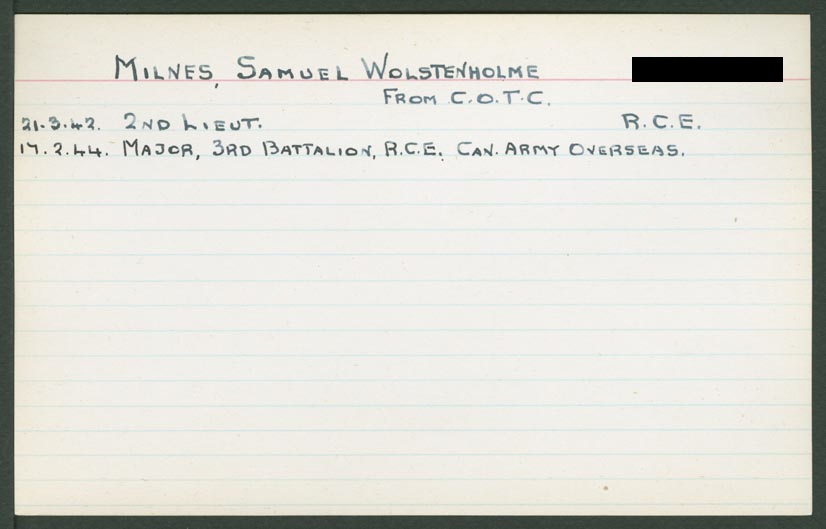 MILNES, SAMUEL WOLSTENHOLME
FROM C.O.T.C.
21.3.42. 2ND LIEUT. R.C.E.
17.2.44. MAJOR, 3RD BATTALION, R.C.E. CAN. ARMY OVERSEAS.